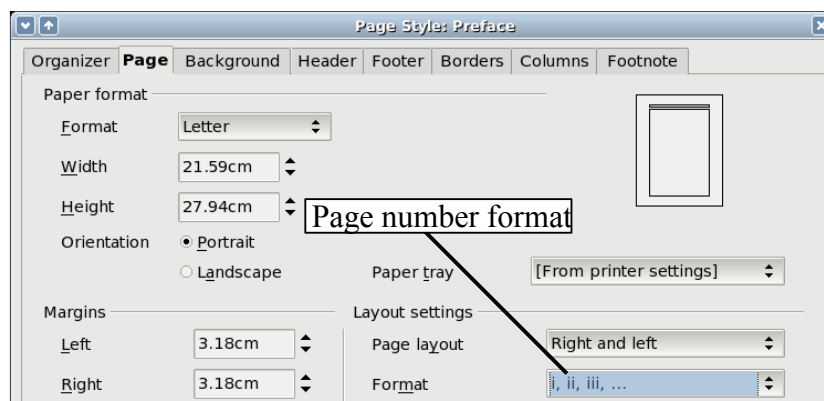 Page Style: Preface
Organizer Page Background Header Footer Borders Columns Footnote
Paper format
Format Letter
Width 21.59cm
Height 27.94cm
Page number format
Orientation Portrait
Landscape Paper tray [From printer settings]
Margins Layout settings
Left 3.18cm Page layout Right and left
Right 3.18cm Format i, ii, iii, ...